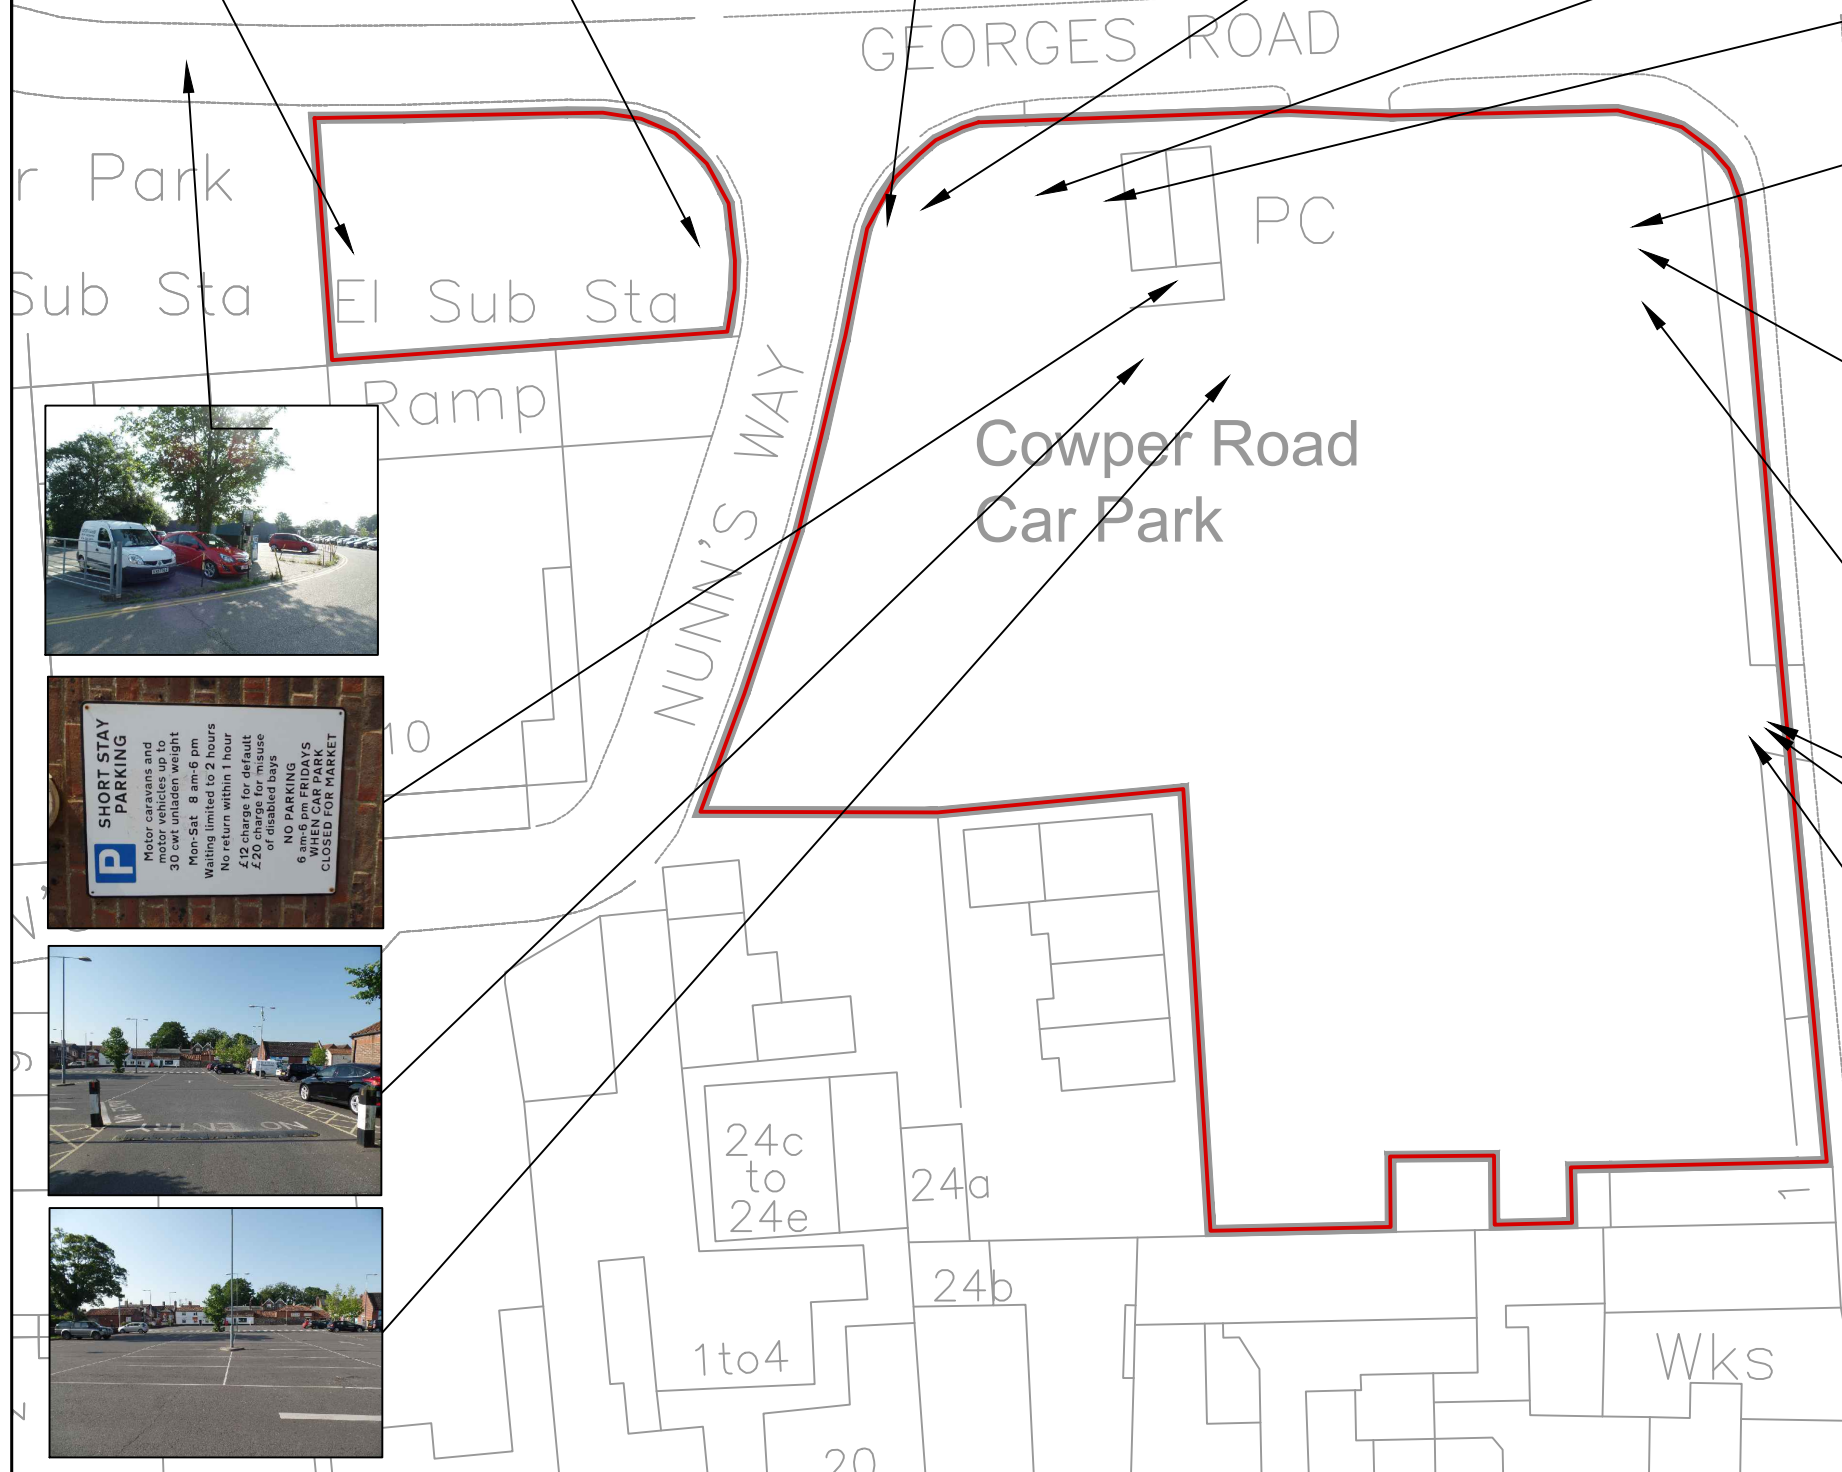 GEORGES ROAD
r Park
Sub Sta
El Sub Sta
PC
Ramp
NUNN'S WAY
Cowper Road
Car Park
10
SHORT STAY
PARKING
P
Motor caravans and
motor vehicles up to
30 cwt unladen weight
Mon-Sat 8 am-6 pm
Waiting limited to 2 hours
No return within 1 hour
£12 charge for default
£20 charge for misuse
of disabled bays
NO PARKING
6 am-6 pm FRIDAYS
WHEN CAR PARK
CLOSED FOR MARKET
NO ENTRY
24c
to
24e
24a
24b
1
1to4
Wks
20